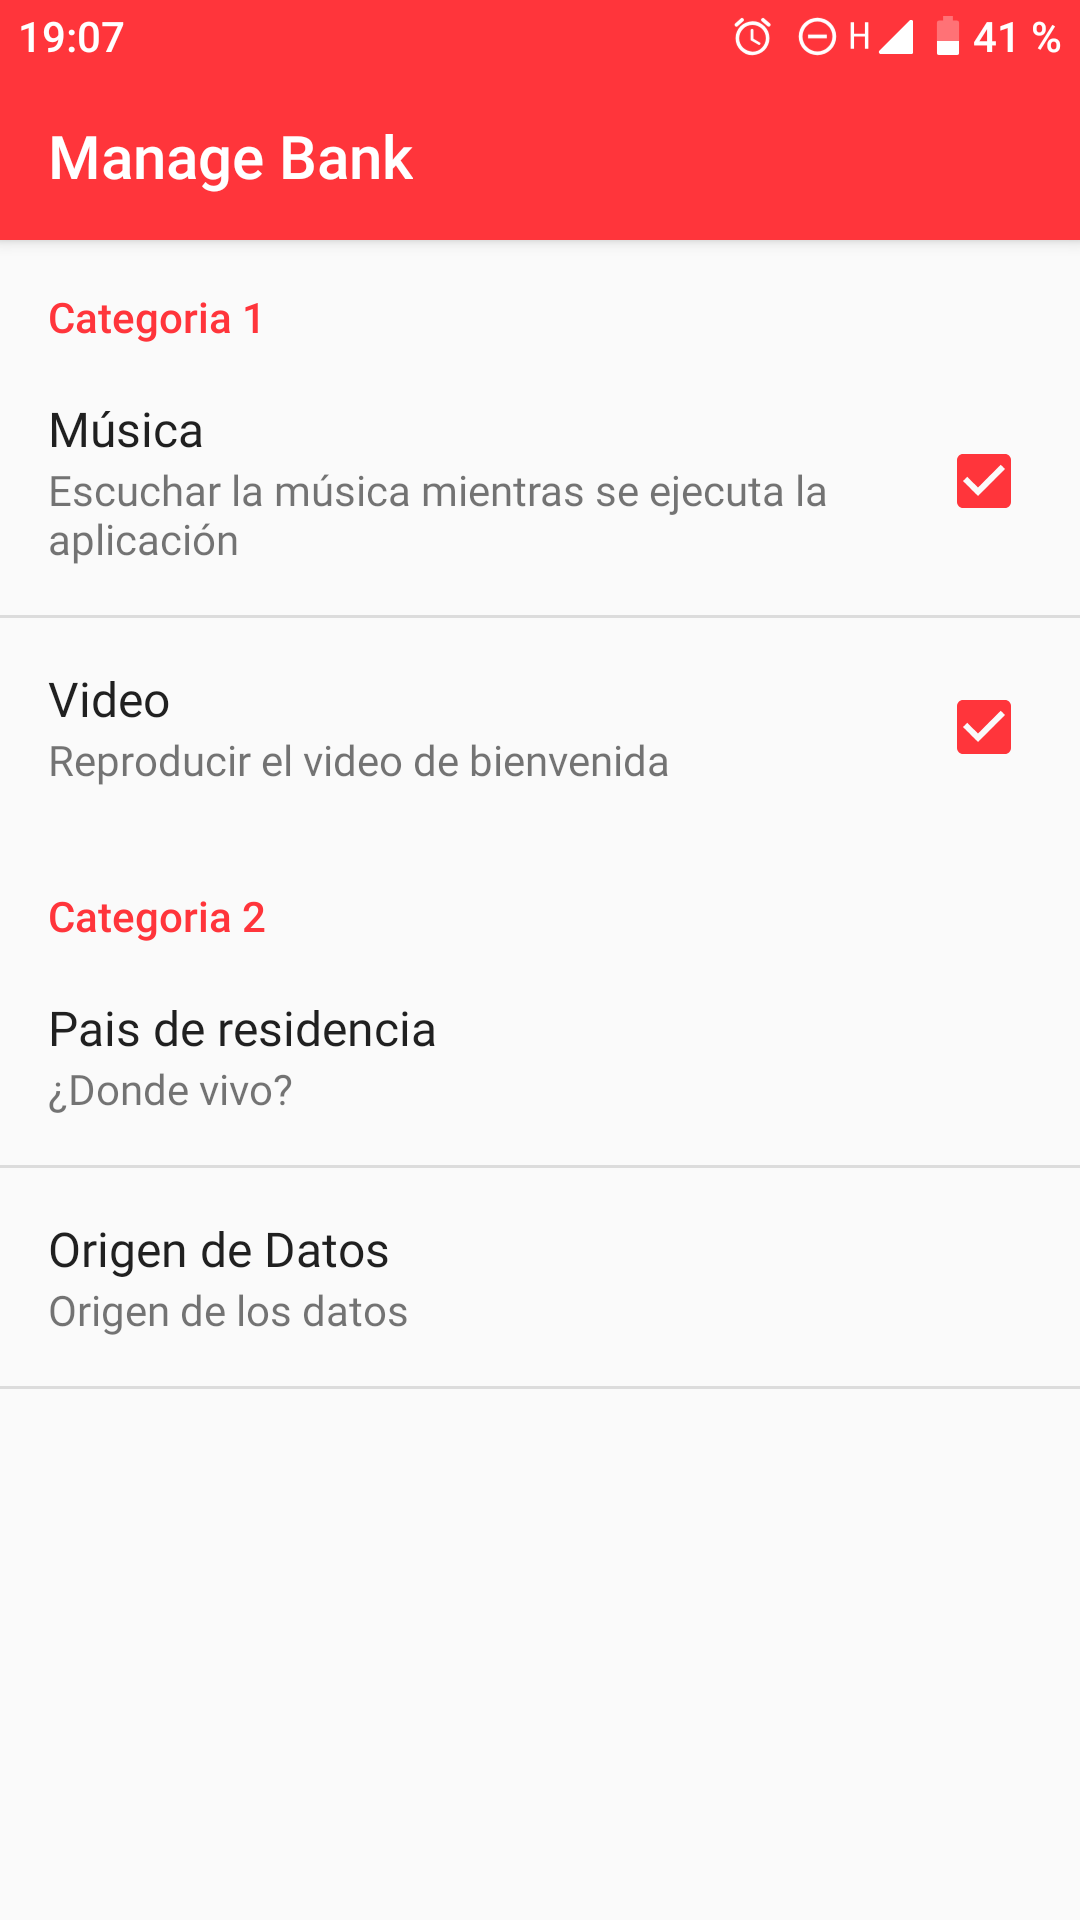 19:07 H 41 %
Manage Bank
Categoria 1
Música
Escuchar la música mientras se ejecuta la
aplicación
Video
Reproducir el video de bienvenida
Categoria 2
Pais de residencia
¿Donde vivo?
Origen de Datos
Origen de los datos